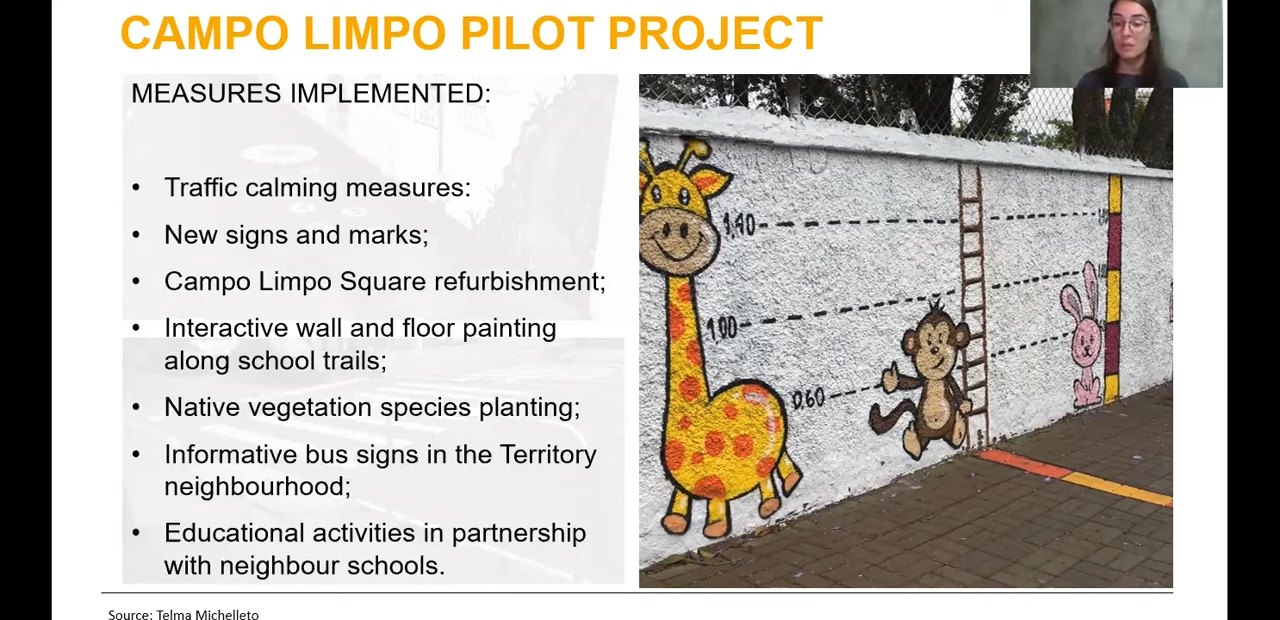 CAMPO LIMPO PILOT PROJECT
MEASURES IMPLEMENTED:
• Traffic calming measures:
• New signs and marks;
• Campo Limpo Square refurbishment;
• Interactive wall and floor painting
along school trails;
• Native vegetation species planting;
• Informative bus signs in the Territory
neighbourhood;
• Educational activities in partnership
with neighbour schools.
1,40
1,00
0,60
Source: Telma Michelleto